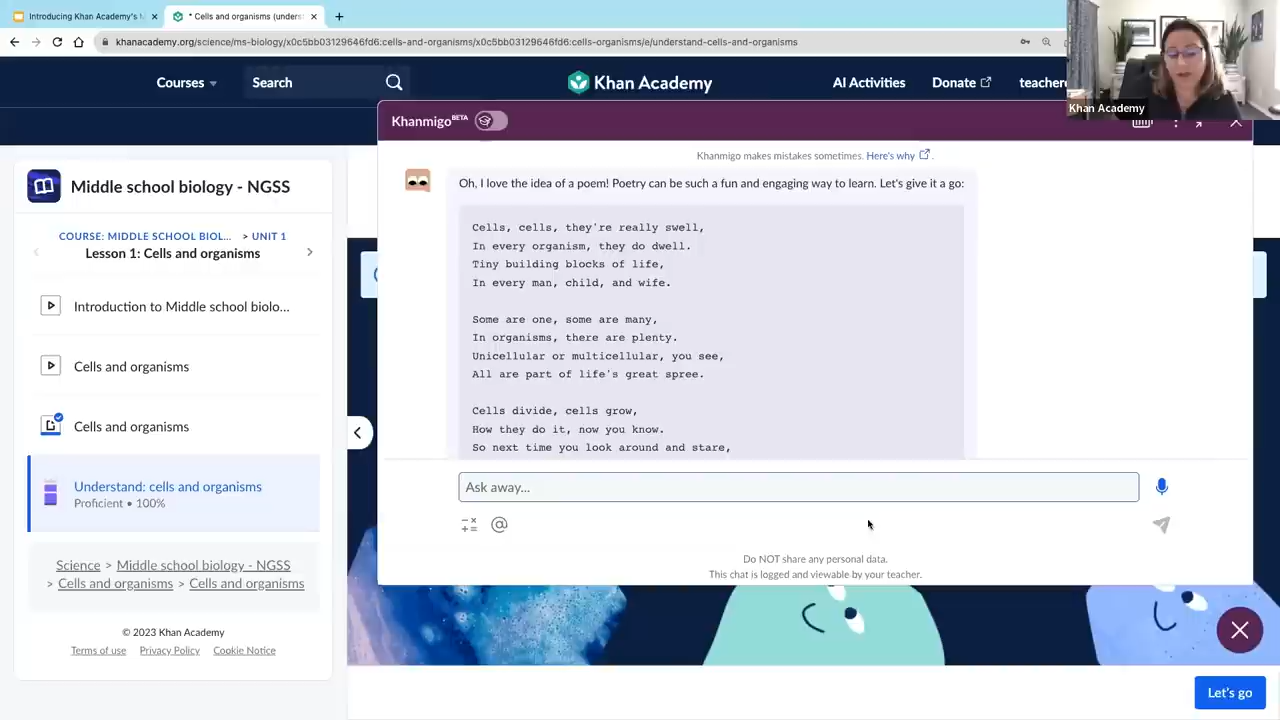 Introducing Khan Academy's
* Cells and organisms (unders
khanacademy.org/science/ms-biology/x0c5bb03129646fd6:cells-and-organisms/x0c5bb03129646fd6:cells-organisms/e/understand-cells-and-organisms
Courses
Search
Khan Academy
AI Activities
Donate
teacher
Khan Academy
Khanmigo BETA
Khanmigo makes mistakes sometimes. Here's why.
Middle school biology - NGSS
COURSE: MIDDLE SCHOOL BIOL... > UNIT 1
Lesson 1: Cells and organisms
Introduction to Middle school biolo...
Cells and organisms
Cells and organisms
Understand: cells and organisms
Proficient • 100%
Science > Middle school biology - NGSS
> Cells and organisms > Cells and organisms
© 2023 Khan Academy
Terms of use Privacy Policy Cookie Notice
Oh, I love the idea of a poem! Poetry can be such a fun and engaging way to learn. Let's give it a go:
Cells, cells, they're really swell,
In every organism, they do dwell.
Tiny building blocks of life,
In every man, child, and wife.
Some are one, some are many,
In organisms, there are plenty.
Unicellular or multicellular, you see,
All are part of life's great spree.
Cells divide, cells grow,
How they do it, now you know.
So next time you look around and stare,
Ask away...
Do NOT share any personal data.
This chat is logged and viewable by your teacher.
Let's go